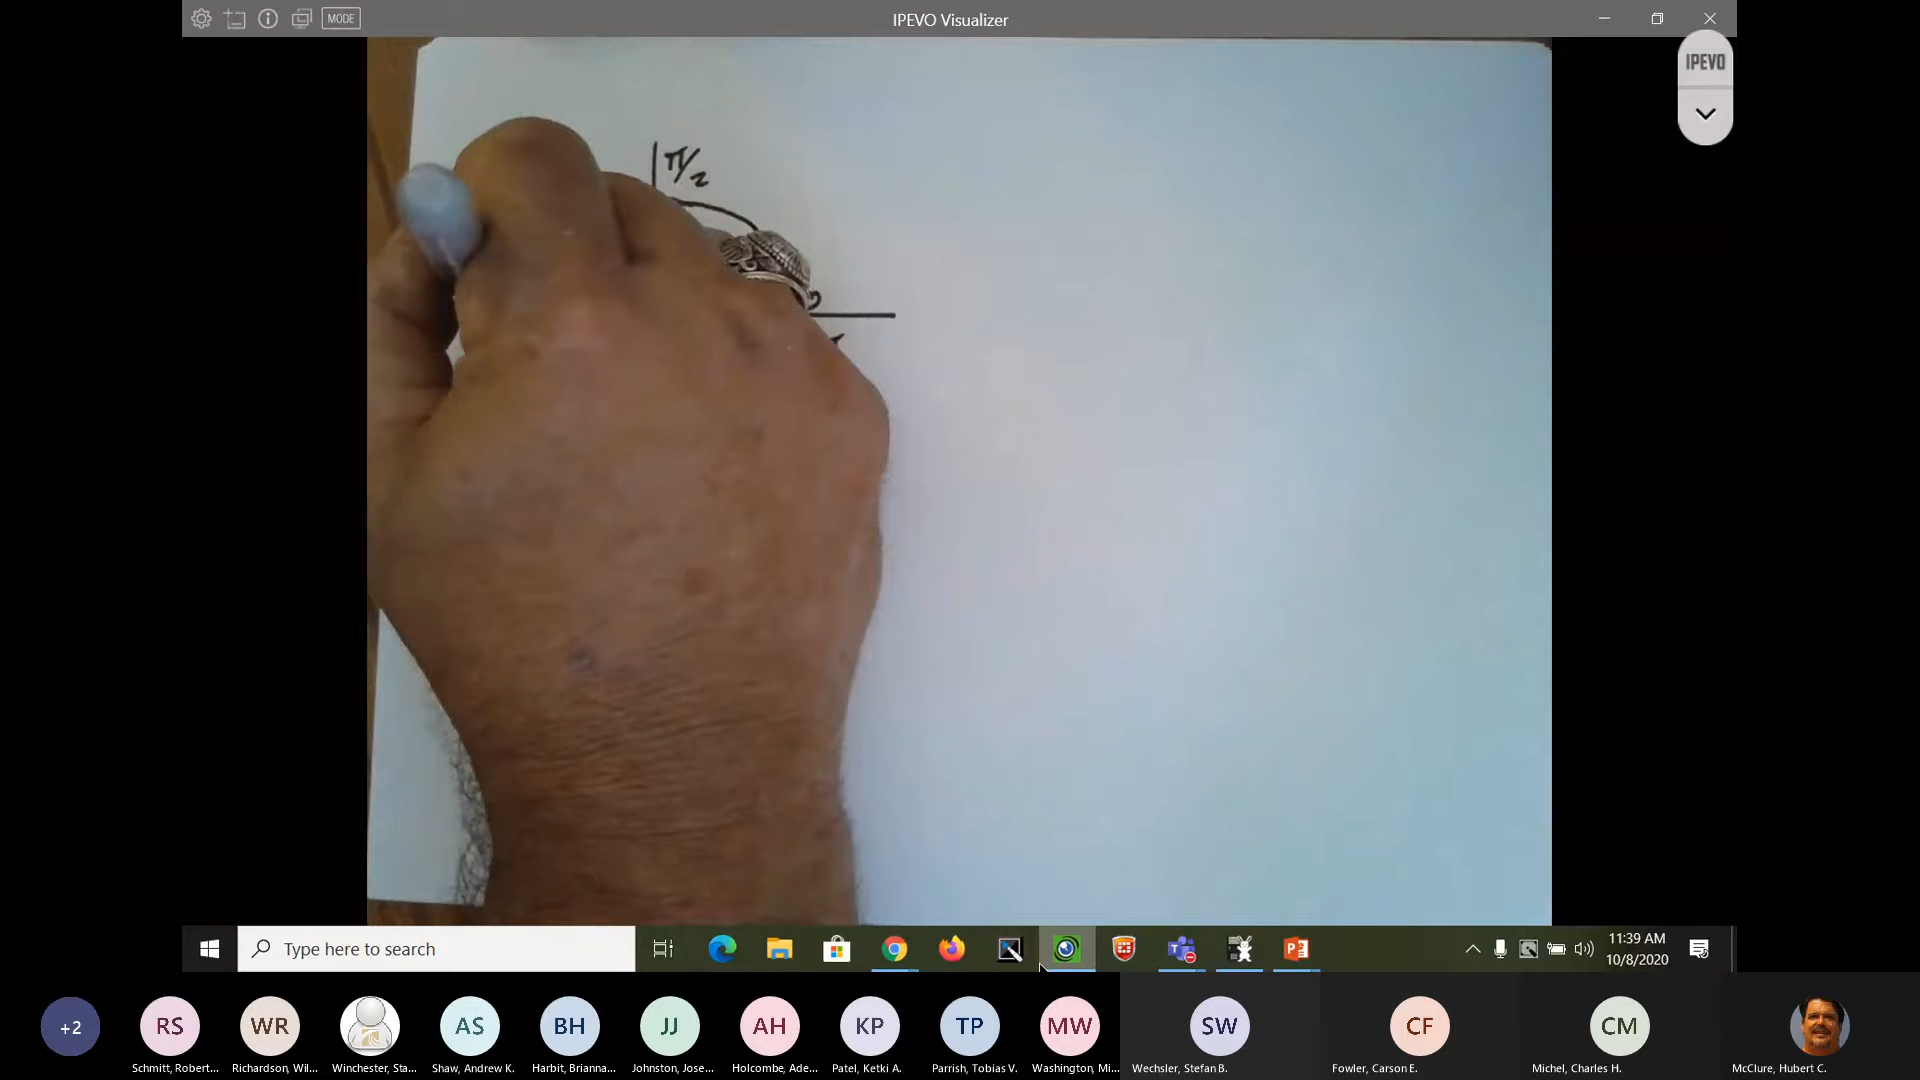 MODE
IPEVO Visualizer
IPEVO
π/2
Type here to search
11:39 AM
10/8/2020
+2
RS
WR
AS
BH
JJ
AH
KP
TP
MW
SW
CF
CM
Schmitt, Robert...
Richardson, Wil...
Winchester, Sta...
Shaw, Andrew K.
Harbit, Brianna...
Johnston, Jose...
Holcombe, Ade...
Patel, Ketki A.
Parrish, Tobias V.
Washington, Mi...
Wechsler, Stefan B.
Fowler, Carson E.
Michel, Charles H.
McClure, Hubert C.